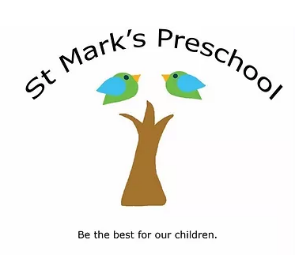 St Mark's Preschool
Be the best for our children.